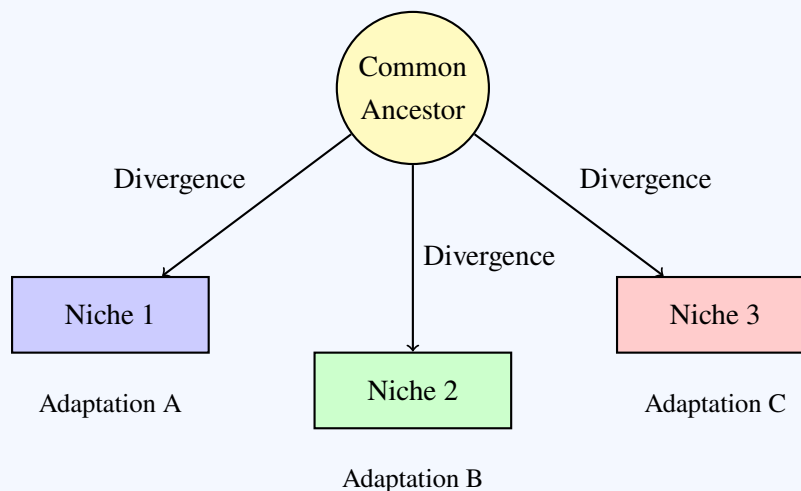 Common
Ancestor
Divergence
Divergence
Divergence
Niche 1
Niche 3
Niche 2
Adaptation A
Adaptation C
Adaptation B